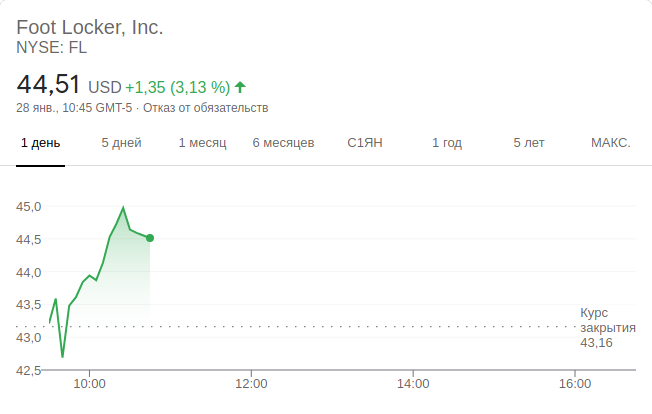 Foot Locker, Inc.
NYSE: FL
44,51 USD +1,35 (3,13 %)
28 янв., 10:45 GMT-5 · Отказ от обязательств
1 день 5 дней 1 месяц 6 месяцев С1ЯН 1 год 5 лет МАКС.
45,0
44,5
44,0
43,5
43,0
42,5
Курс
закрытия
43,16
10:00 12:00 14:00 16:00